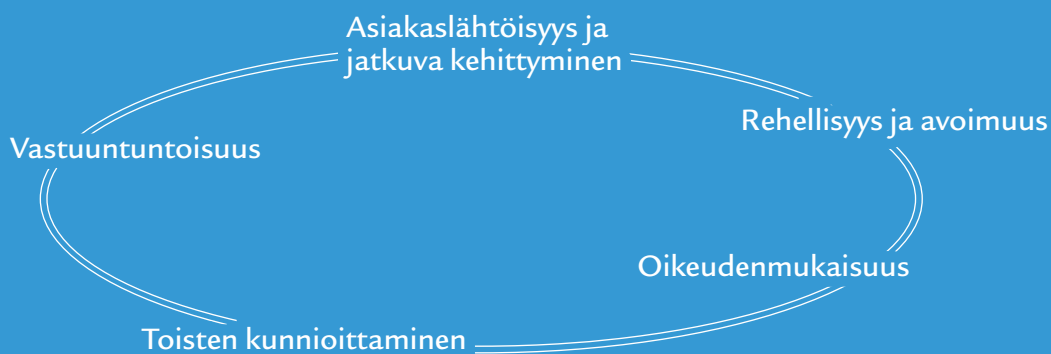 Asiakaslähtöisyys ja
jatkuva kehittyminen
Rehellisyys ja avoimuus
Vastuuntuntoisuus
Oikeudenmukaisuus
Toisten kunnioittaminen